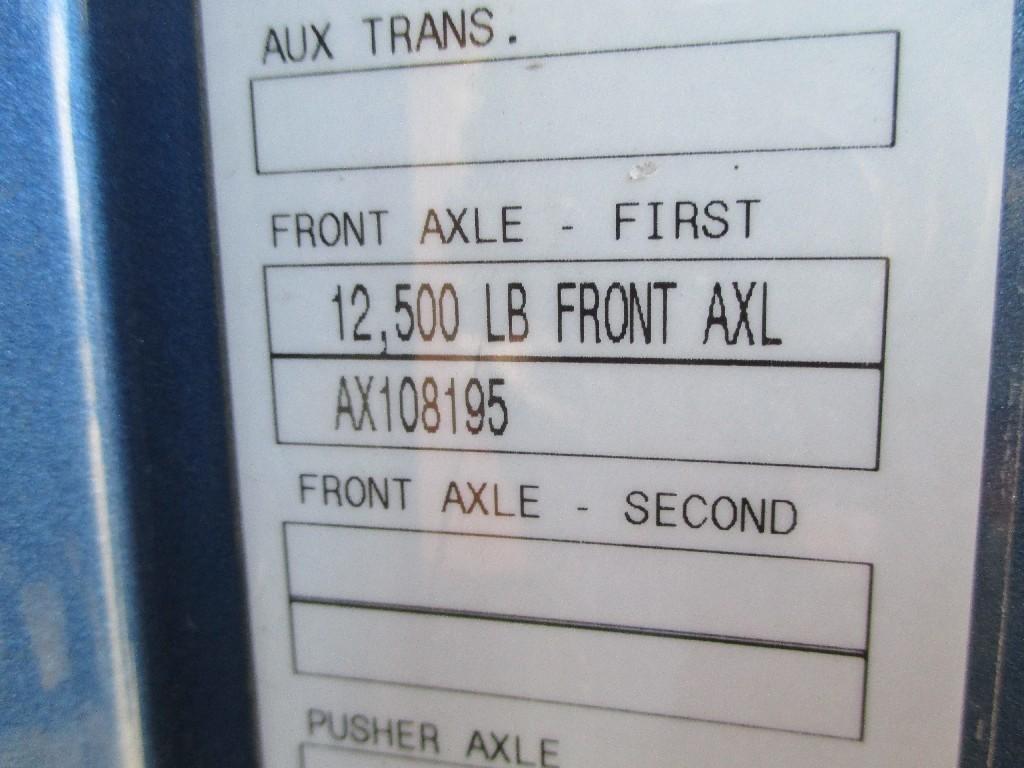 AUX TRANS.
FRONT AXLE - FIRST
12,500 LB FRONT AXL
AX108195
FRONT AXLE - SECOND
PUSHER AXLE